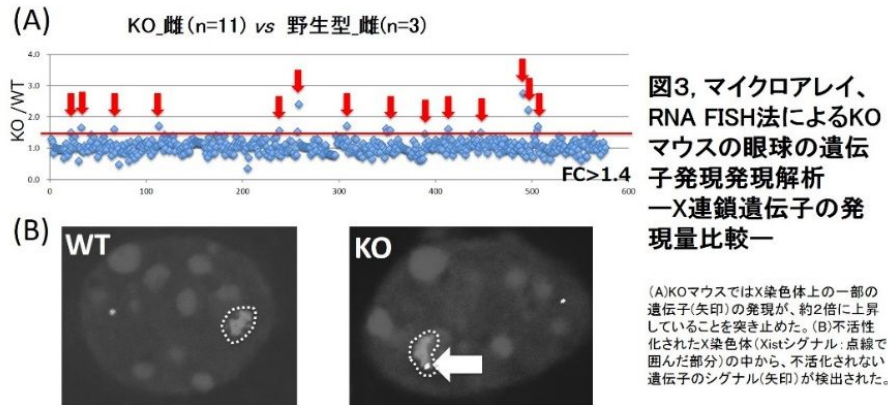 (A)
KO_雌(n=11) vs 野生型_雌(n=3)
KO /WT
4.0
3.0
2.0
1.0
0.0
0
100
200
300
400
500
600
FC>1.4
(B)
WT
KO
図3, マイクロアレイ、
RNA FISH法によるKO
マウスの眼球の遺伝
子発現発現解析
―X連鎖遺伝子の発
現量比較―
(A)KOマウスではX染色体上の一部の
遺伝子(矢印)の発現が、約2倍に上昇
していることを突き止めた。(B)不活性
化されたX染色体(Xistシグナル:点線で
囲んだ部分)の中から、不活化されない
遺伝子のシグナル(矢印)が検出された。